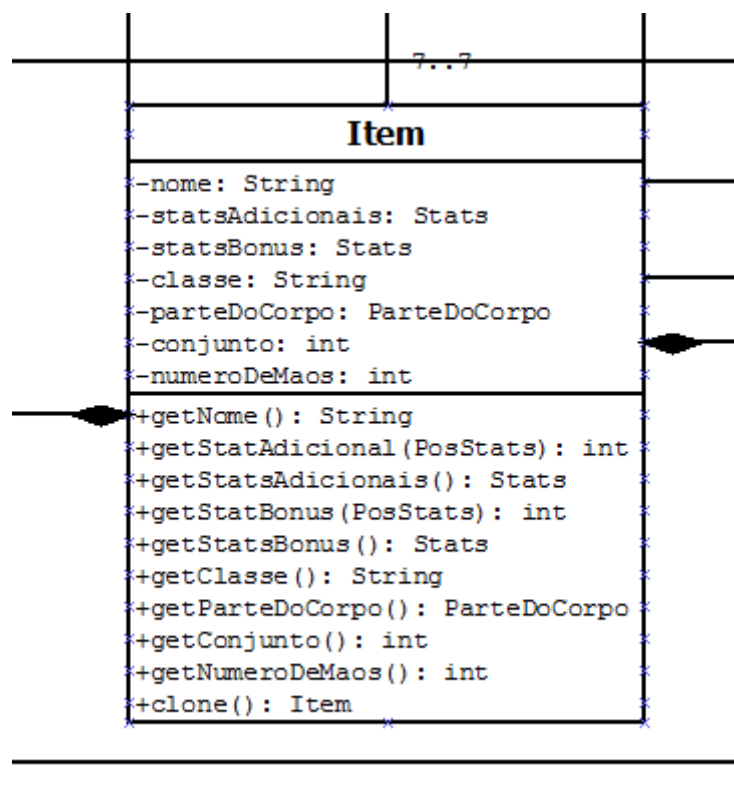 7..7
Item
-nome: String
-statsAdicionais: Stats
-statsBonus: Stats
-classe: String
-parteDoCorpo: ParteDoCorpo
-conjunto: int
-numeroDeMaos: int
+getNome(): String
+getStatAdicional(PosStats): int
+getStatsAdicionais(): Stats
+getStatBonus(PosStats): int
+getStatsBonus(): Stats
+getClasse(): String
+getParteDoCorpo(): ParteDoCorpo
+getConjunto(): int
+getNumeroDeMaos(): int
+clone(): Item